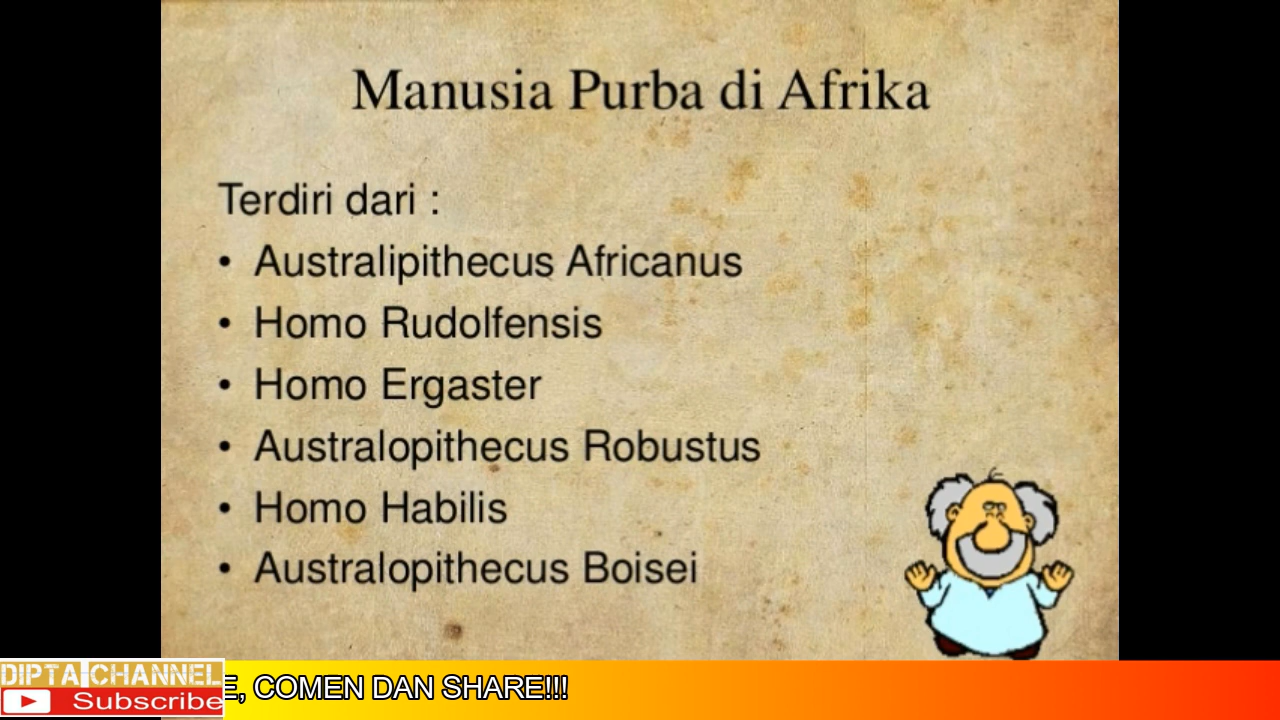 Manusia Purba di Afrika
Terdiri dari :
• Australipithecus Africanus
• Homo Rudolfensis
• Homo Ergaster
• Australopithecus Robustus
• Homo Habilis
• Australopithecus Boisei
DIPTA CHANNEL
Subscribe
E, COMEN DAN SHARE!!!